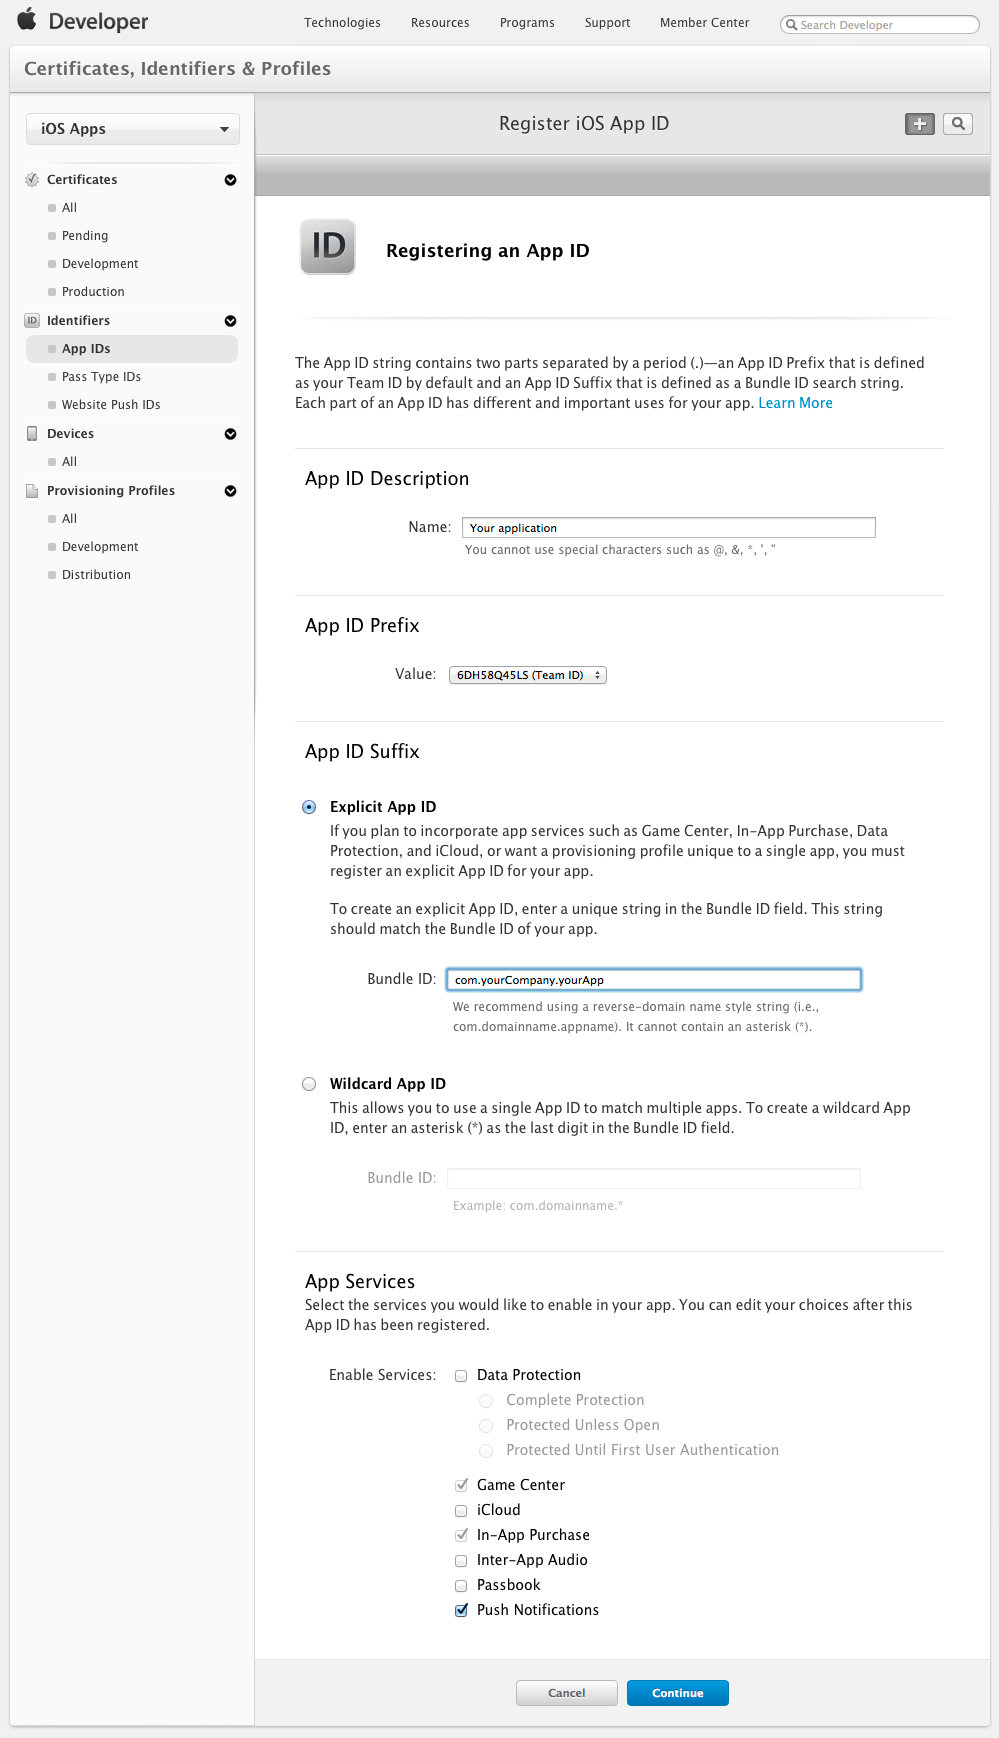 Developer
Technologies
Resources
Programs
Support
Member Center
Search Developer
Certificates, Identifiers & Profiles
iOS Apps
Certificates
All
Pending
Development
Production
ID Identifiers
App IDs
Pass Type IDs
Website Push IDs
Devices
All
Provisioning Profiles
All
Development
Distribution
Register iOS App ID
ID
Registering an App ID
The App ID string contains two parts separated by a period (.)—an App ID Prefix that is defined
as your Team ID by default and an App ID Suffix that is defined as a Bundle ID search string.
Each part of an App ID has different and important uses for your app. Learn More
App ID Description
Name: Your application
You cannot use special characters such as @, &, *, ', "
App ID Prefix
Value: 6DH58Q45LS (Team ID)
App ID Suffix
Explicit App ID
If you plan to incorporate app services such as Game Center, In-App Purchase, Data
Protection, and iCloud, or want a provisioning profile unique to a single app, you must
register an explicit App ID for your app.
To create an explicit App ID, enter a unique string in the Bundle ID field. This string
should match the Bundle ID of your app.
Bundle ID: com.yourCompany.yourApp
We recommend using a reverse-domain name style string (i.e.,
com.domainname.appname). It cannot contain an asterisk (*).
Wildcard App ID
This allows you to use a single App ID to match multiple apps. To create a wildcard App
ID, enter an asterisk (*) as the last digit in the Bundle ID field.
Bundle ID:
Example: com.domainname.*
App Services
Select the services you would like to enable in your app. You can edit your choices after this
App ID has been registered.
Enable Services: Data Protection
Complete Protection
Protected Unless Open
Protected Until First User Authentication
Game Center
iCloud
In-App Purchase
Inter-App Audio
Passbook
Push Notifications
Cancel
Continue